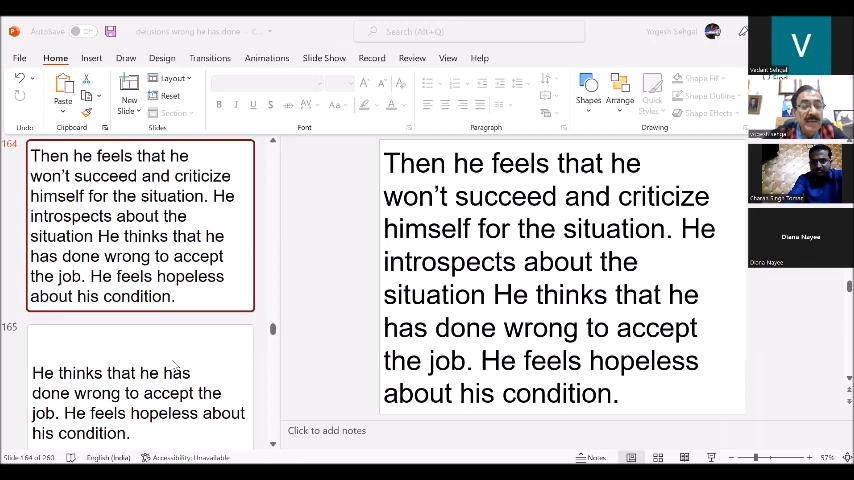 AutoSave Off delusions wrong he has done - C... Search (Alt+Q) Yogesh Sehgal
File Home Insert Draw Design Transitions Animations Slide Show Record Review View Help
Paste New Slide Layout Reset Section Shapes Arrange Quick Styles Shape Fill Shape Outline Shape Effects
Undo Clipboard Slides Font Paragraph Drawing
V
Vadant Sehgal
yogesh sehgal
Charan Singh Tomar
Diana Nayee
Diana Nayee
164
Then he feels that he
won't succeed and criticize
himself for the situation. He
introspects about the
situation He thinks that he
has done wrong to accept
the job. He feels hopeless
about his condition.
165
He thinks that he has
done wrong to accept the
job. He feels hopeless about
his condition.
Then he feels that he
won't succeed and criticize
himself for the situation. He
introspects about the
situation He thinks that he
has done wrong to accept
the job. He feels hopeless
about his condition.
Click to add notes
Slide 164 of 260 English (India) Accessibility: Unavailable Notes 57%